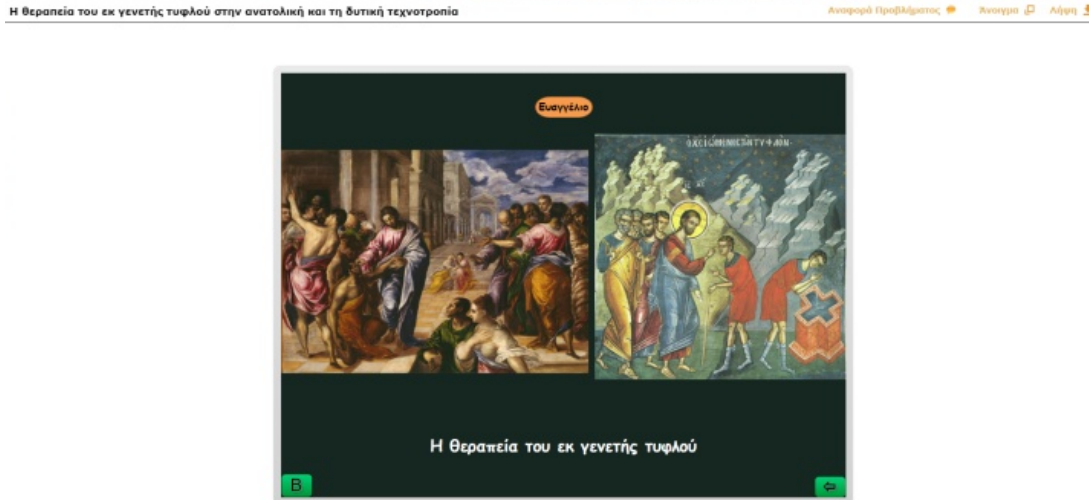 Η θεραπεία του εκ γενετής τυφλού στην ανατολική και τη δυτική τεχνοτροπία
Αναφορά Προβλήματος Άνοιγμα Λήψη
Ευαγγέλιο
Η θεραπεία του εκ γενετής τυφλού
Β